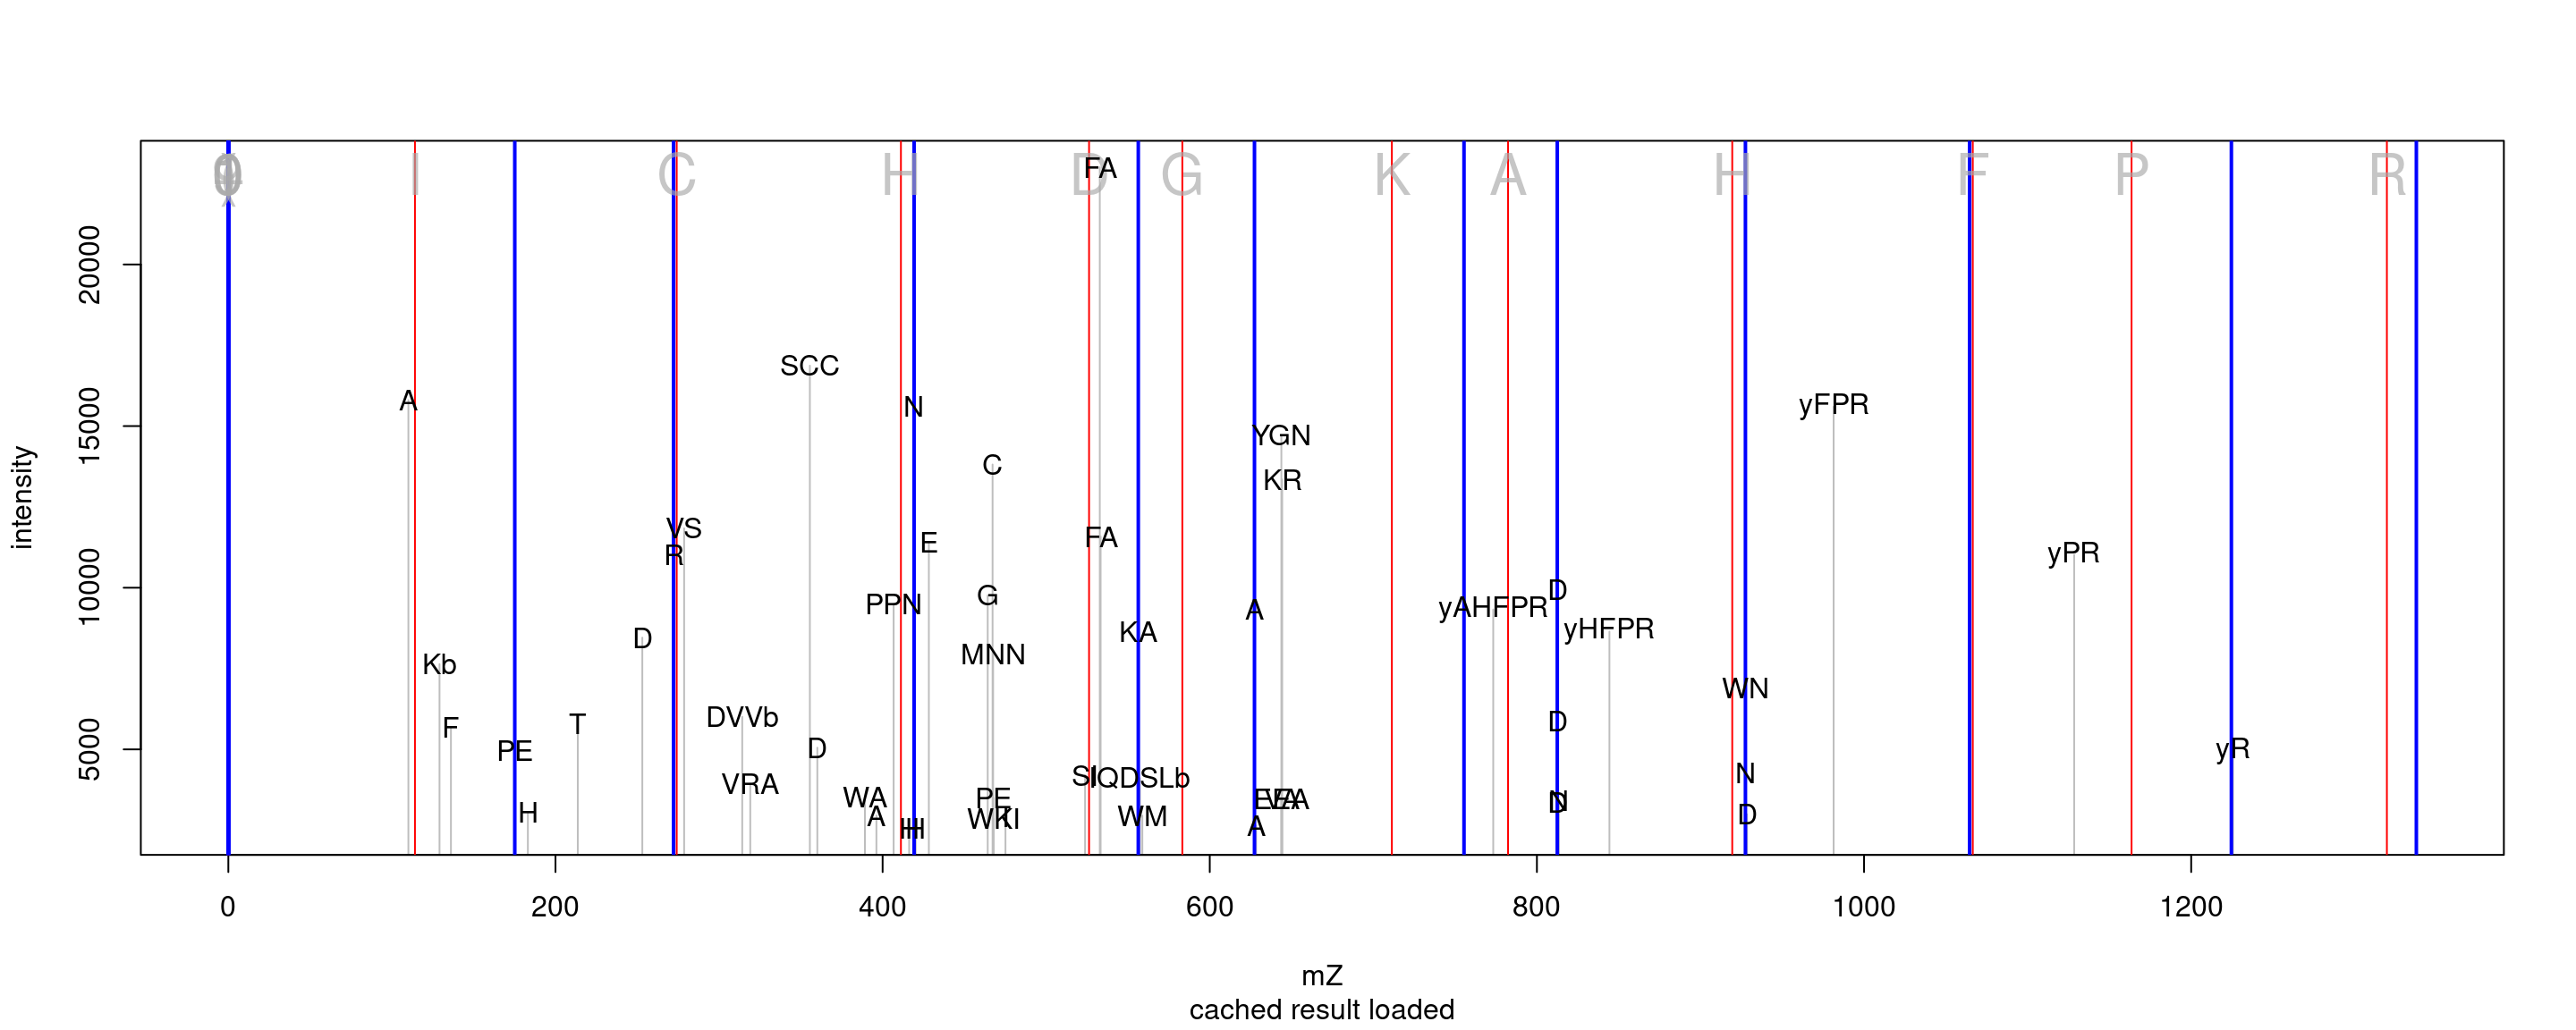 I C H D G K A H F P R
FA
20000
SCC
A
N
yFPR
15000
YGN
C
KR
VS
FA
R
E
yPR
10000
D
G
PPN
A
yAHFPR
D
KA
yHFPR
MNN
Kb
WN
DVVb
F
T
D
5000
PE
D
yR
SI
IQDSLb
N
VRA
WA
PE
H
A
WM
D
A
intensity
0 200 400 600 800 1000 1200
mZ
cached result loaded